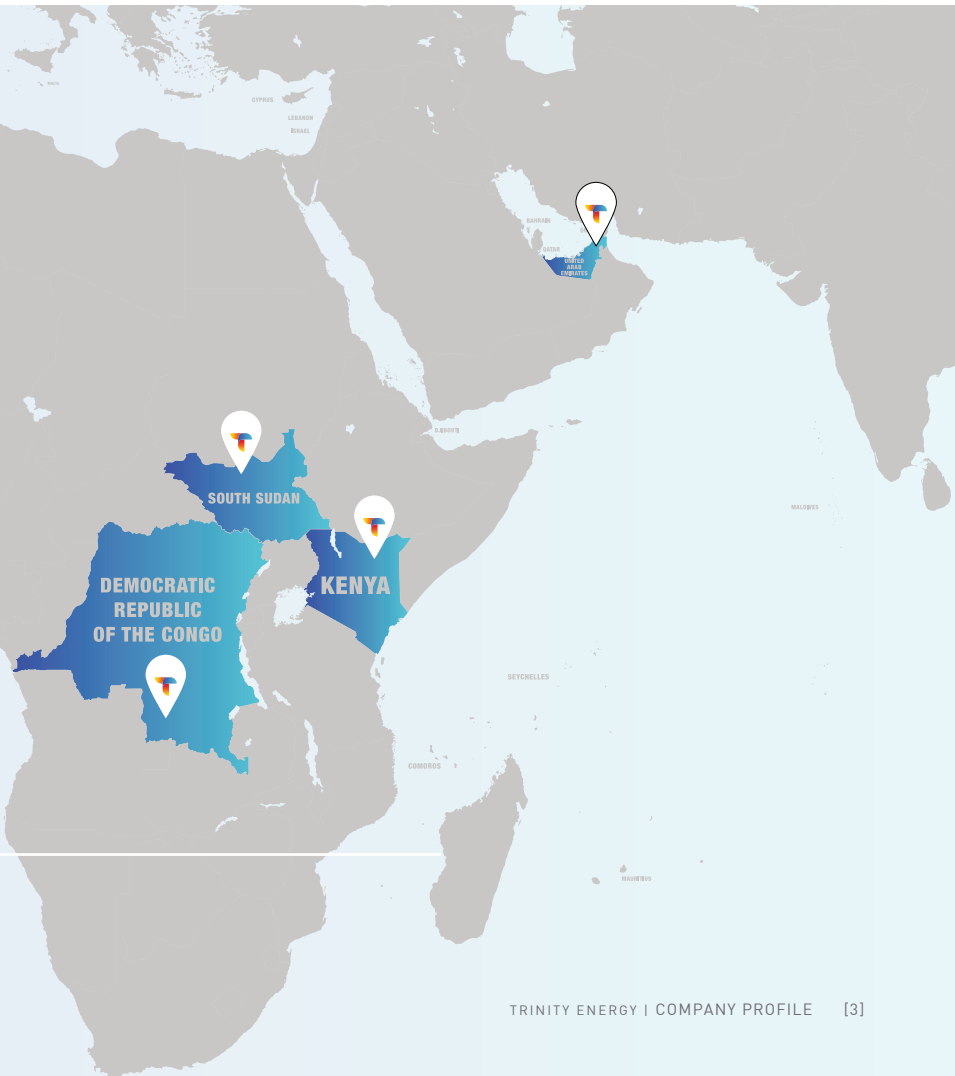 CYPRUS
LEBANON
ISRAEL
BAHRAIN
QATAR
UNITED
ARAB
EMIRATES
DJIBOUTI
SOUTH SUDAN
MALDIVES
KENYA
DEMOCRATIC
REPUBLIC
OF THE CONGO
SEYCHELLES
COMOROS
MAURITIUS
TRINITY ENERGY | COMPANY PROFILE [3]